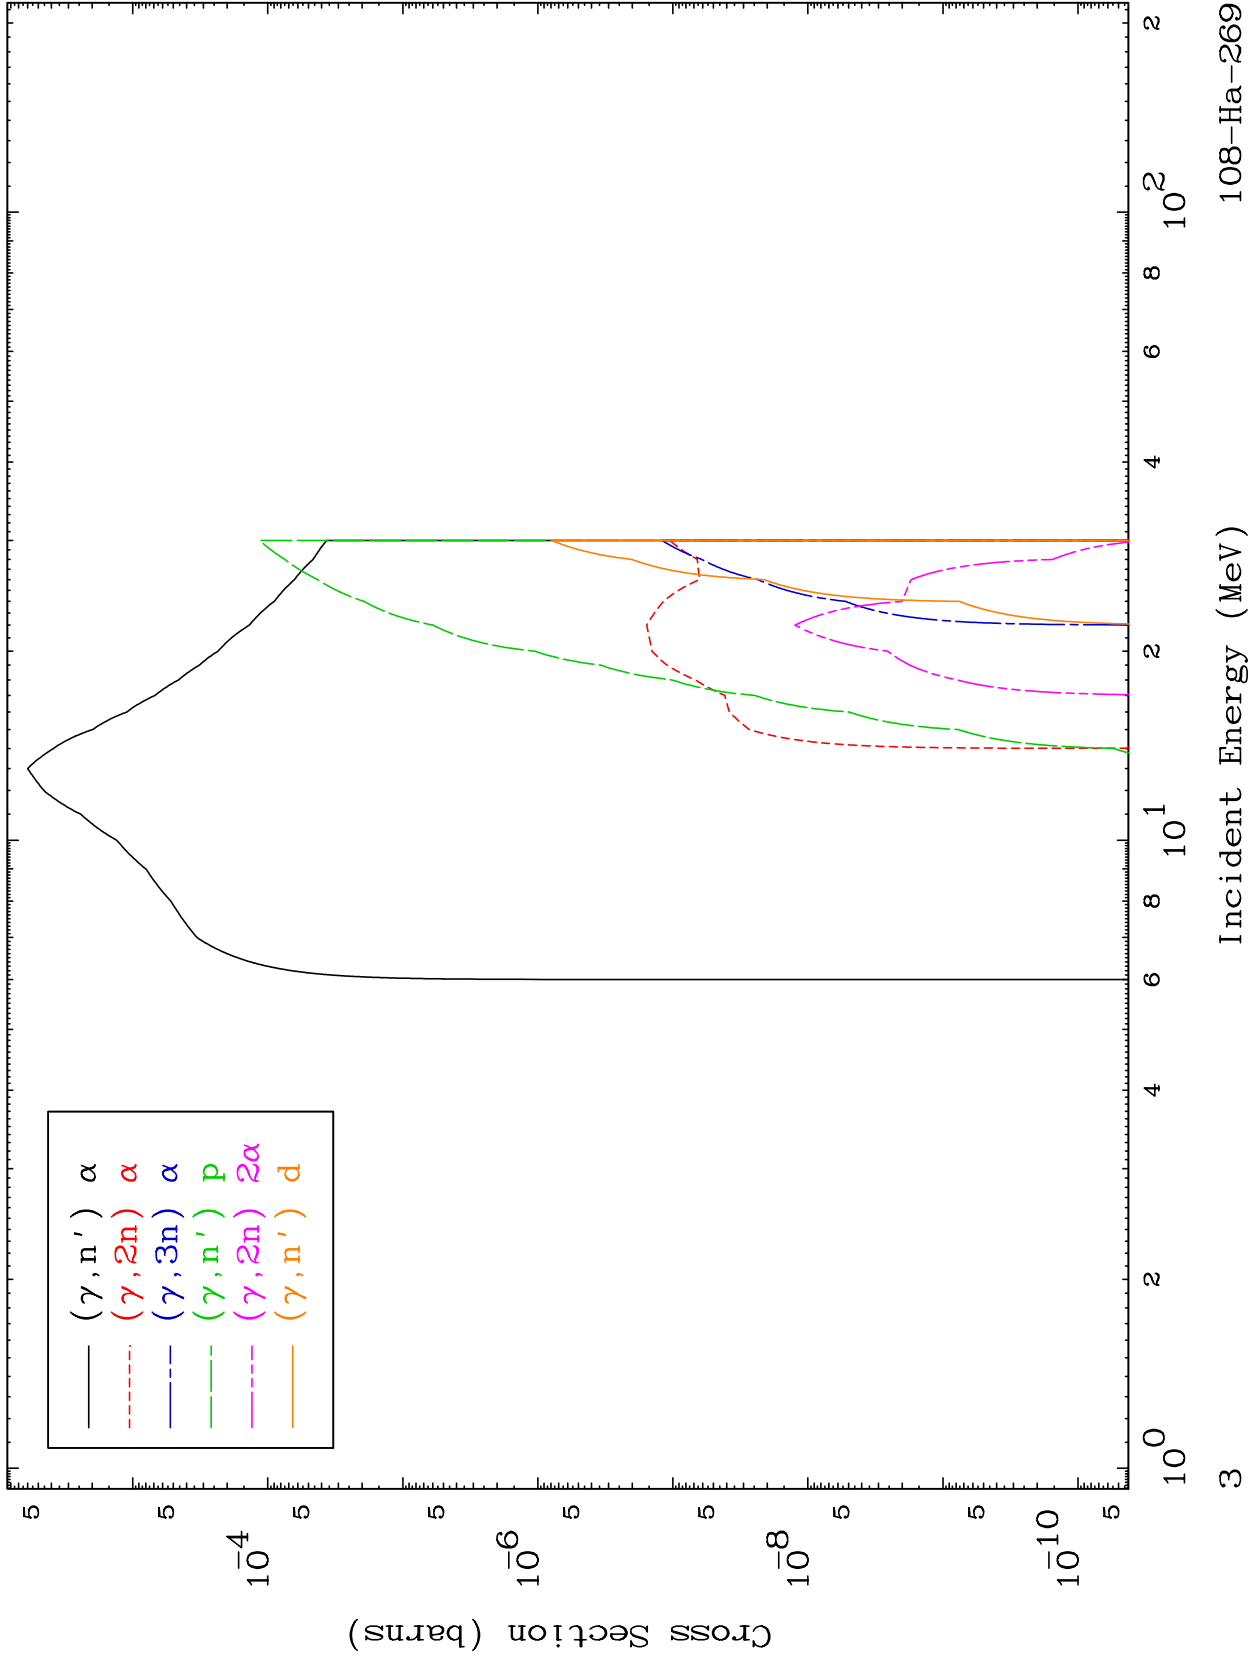 108-Ha-269
(γ,n') α
(γ,2n) α
(γ,3n) α
(γ,n') p
(γ,2n) 2α
(γ,n') d
Cross Section (barns)
5
5
10-4
5
5
10-6
5
5
10-8
5
5
10-10
5
10 0
2
4
6
8
10 1
2
4
6
8
10 2
2
3
Incident Energy (MeV)